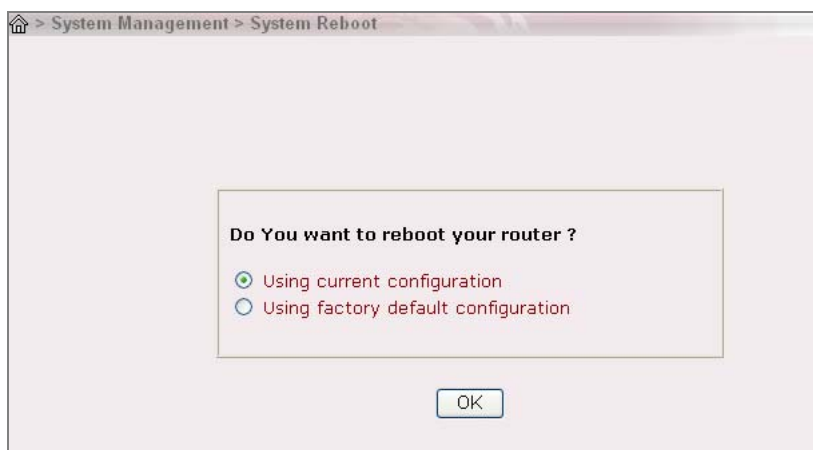 > System Management > System Reboot
Do You want to reboot your router ?
Using current configuration
Using factory default configuration
OK